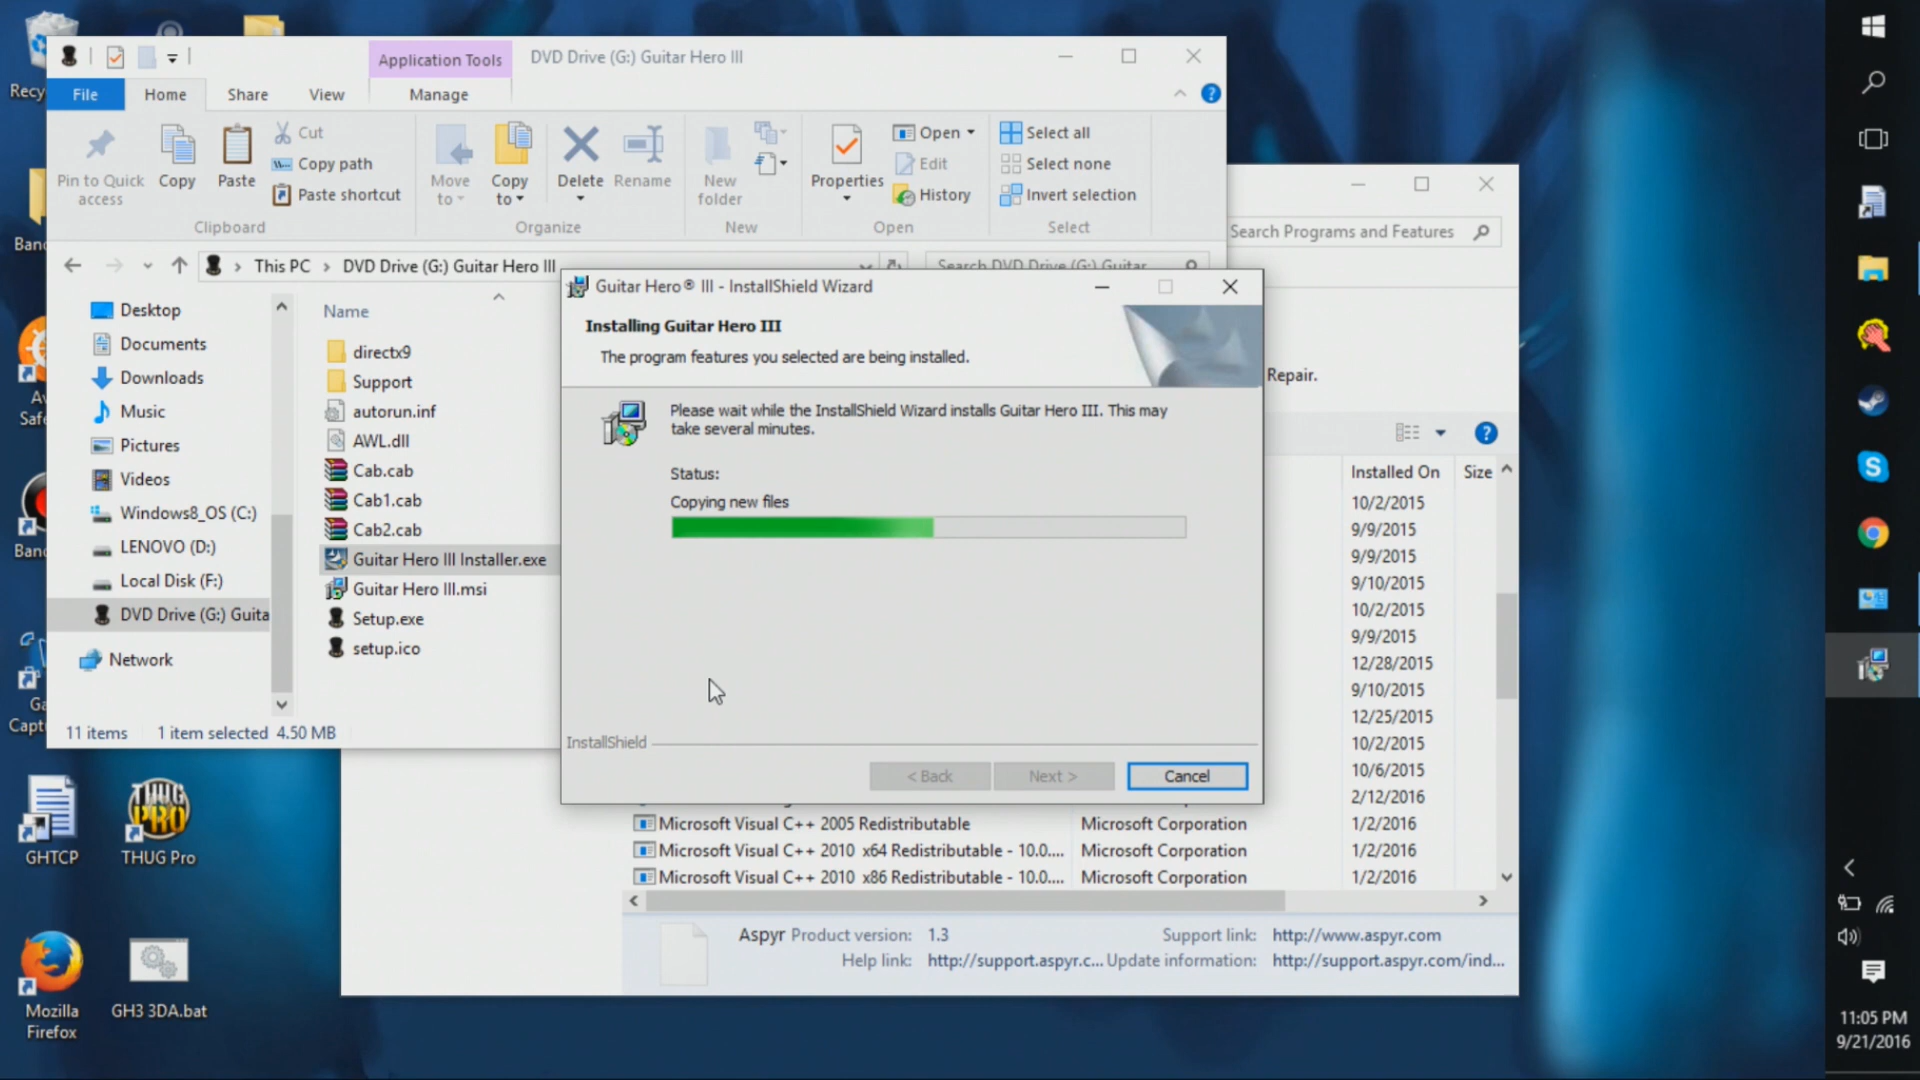 Application Tools
DVD Drive (G:) Guitar Hero III
File
Home
Share
View
Manage
Pin to Quick
access
Copy
Paste
Cut
Copy path
Paste shortcut
Clipboard
Move
to
Copy
to
Delete
Rename
Organize
New
folder
New
Properties
Open
Edit
History
Open
Select all
Select none
Invert selection
Select
This PC
DVD Drive (G:) Guitar Hero III
Search DVD Drive (G:) Guitar
Desktop
Documents
Downloads
Music
Pictures
Videos
Windows8_OS (C:)
LENOVO (D:)
Local Disk (F:)
DVD Drive (G:) Guita
Network
Name
directx9
Support
autorun.inf
AWL.dll
Cab.cab
Cab1.cab
Cab2.cab
Guitar Hero III Installer.exe
Guitar Hero III.msi
Setup.exe
setup.ico
11 items
1 item selected 4.50 MB
Guitar Hero® III - InstallShield Wizard
Installing Guitar Hero III
The program features you selected are being installed.
Please wait while the InstallShield Wizard installs Guitar Hero III. This may
take several minutes.
Status:
Copying new files
InstallShield
< Back
Next >
Cancel
Search Programs and Features
Repair.
Installed On
Size
10/2/2015
9/9/2015
9/9/2015
9/10/2015
10/2/2015
9/9/2015
12/28/2015
9/10/2015
12/25/2015
10/2/2015
10/6/2015
2/12/2016
Microsoft Visual C++ 2005 Redistributable Microsoft Corporation 1/2/2016
Microsoft Visual C++ 2010 x64 Redistributable - 10.0.... Microsoft Corporation 1/2/2016
Microsoft Visual C++ 2010 x86 Redistributable - 10.0.... Microsoft Corporation 1/2/2016
Aspyr Product version: 1.3 Support link: http://www.aspyr.com
Help link: http://support.aspyr.c... Update information: http://support.aspyr.com/ind...
Recy
Banc
Av
Safe
Banc
Ga
Capt
GHTCP
THUG PRO
THUG Pro
Mozilla
Firefox
GH3 3DA.bat
11:05 PM
9/21/2016